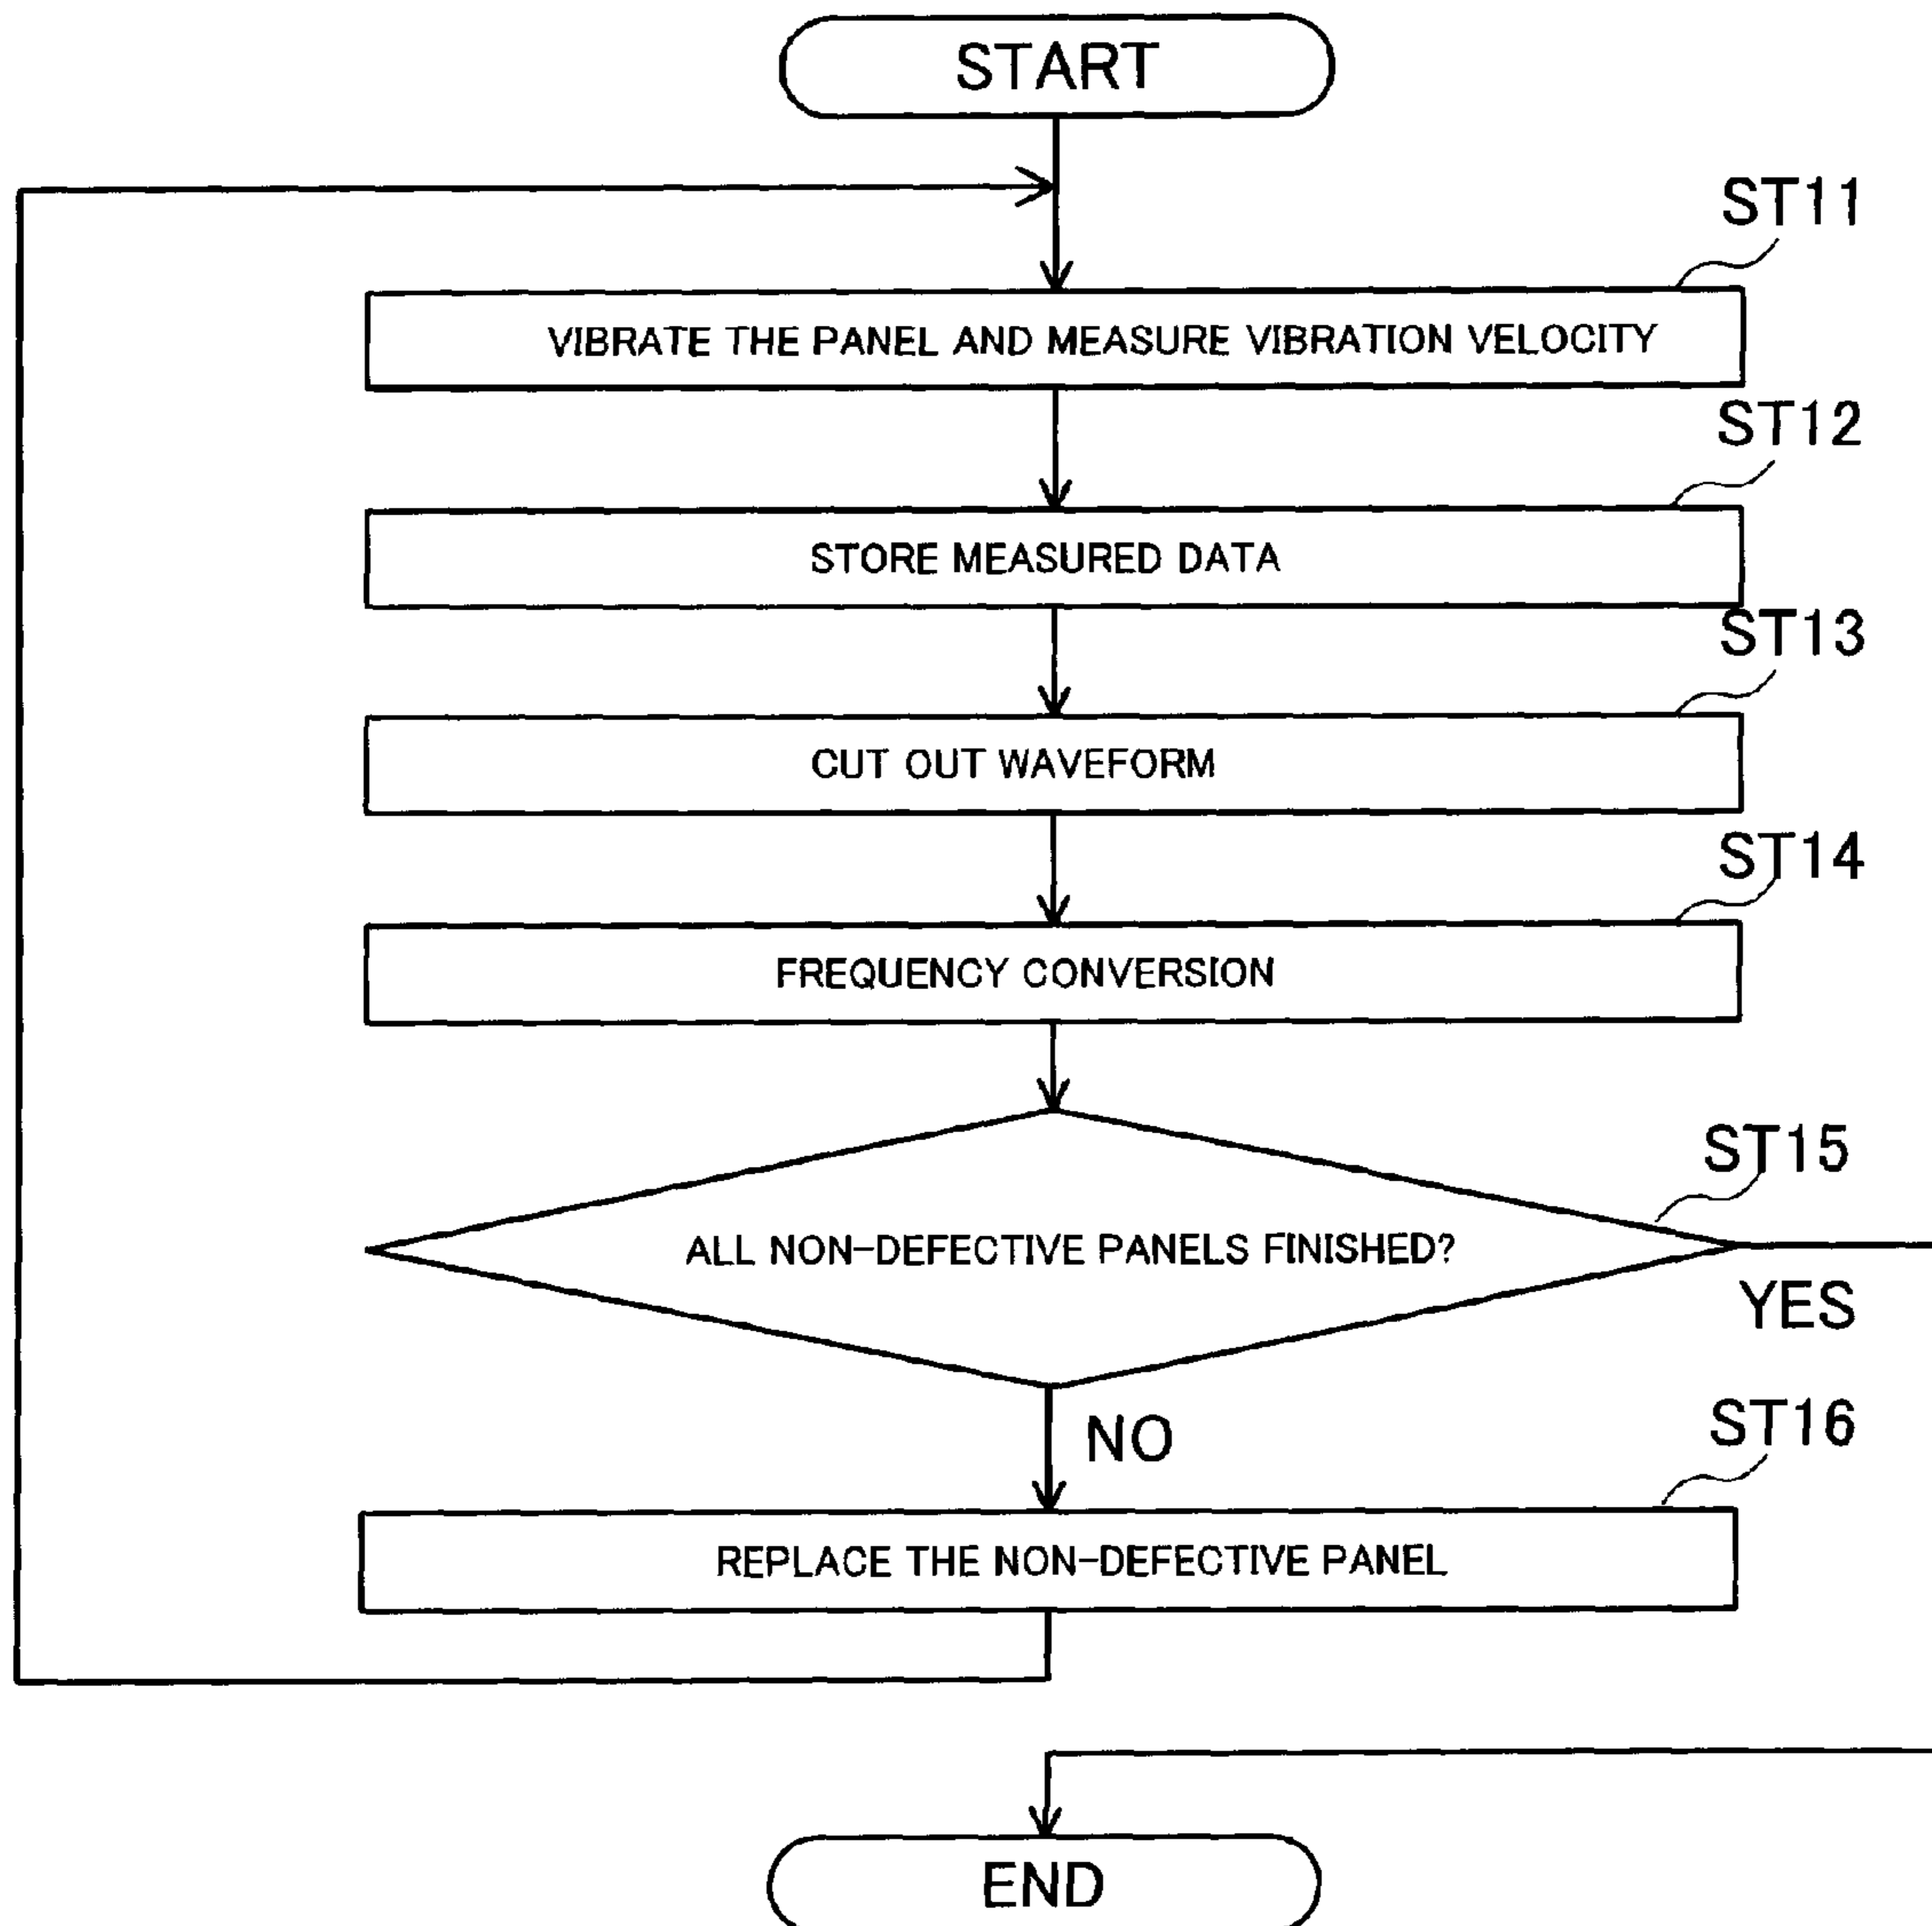 START
ST11
VIBRATE THE PANEL AND MEASURE VIBRATION VELOCITY
ST12
STORE MEASURED DATA
ST13
CUT OUT WAVEFORM
ST14
FREQUENCY CONVERSION
ST15
ALL NON-DEFECTIVE PANELS FINISHED?
YES
NO
ST16
REPLACE THE NON-DEFECTIVE PANEL
END